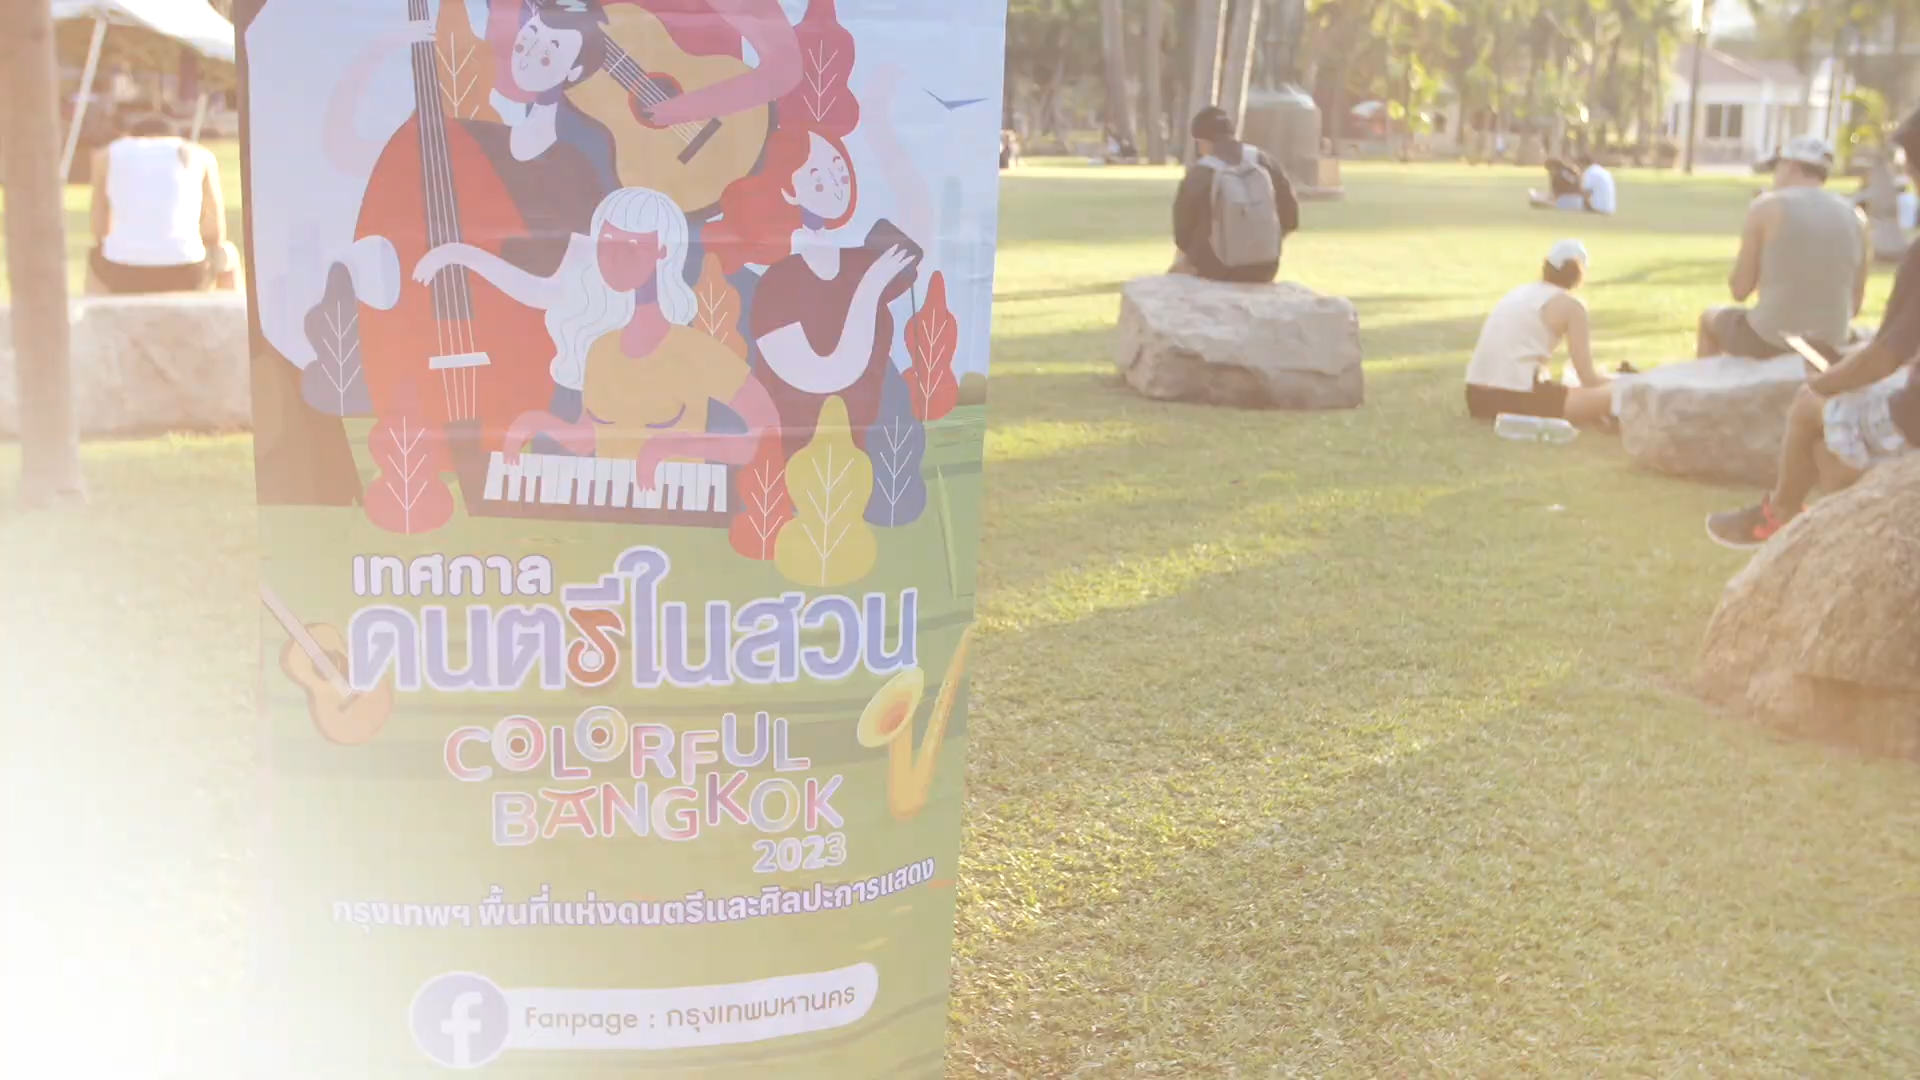 เทศกาล
ดนตรีในสวน
COLORFUL
BANGKOK
2023
กรุงเทพฯ พื้นที่แห่งดนตรีและศิลปะการแสดง
f Fanpage : กรุงเทพมหานคร